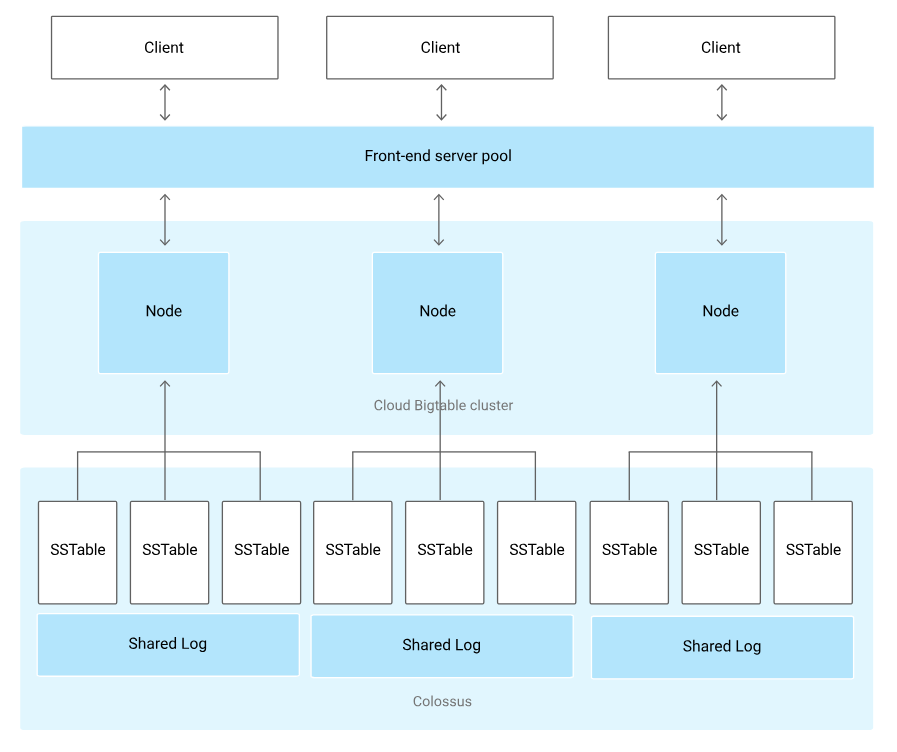 Client
Client
Client
Front-end server pool
Node
Node
Node
Cloud Bigtable cluster
SSTable
SSTable
SSTable
SSTable
SSTable
SSTable
SSTable
SSTable
SSTable
Shared Log
Shared Log
Shared Log
Colossus